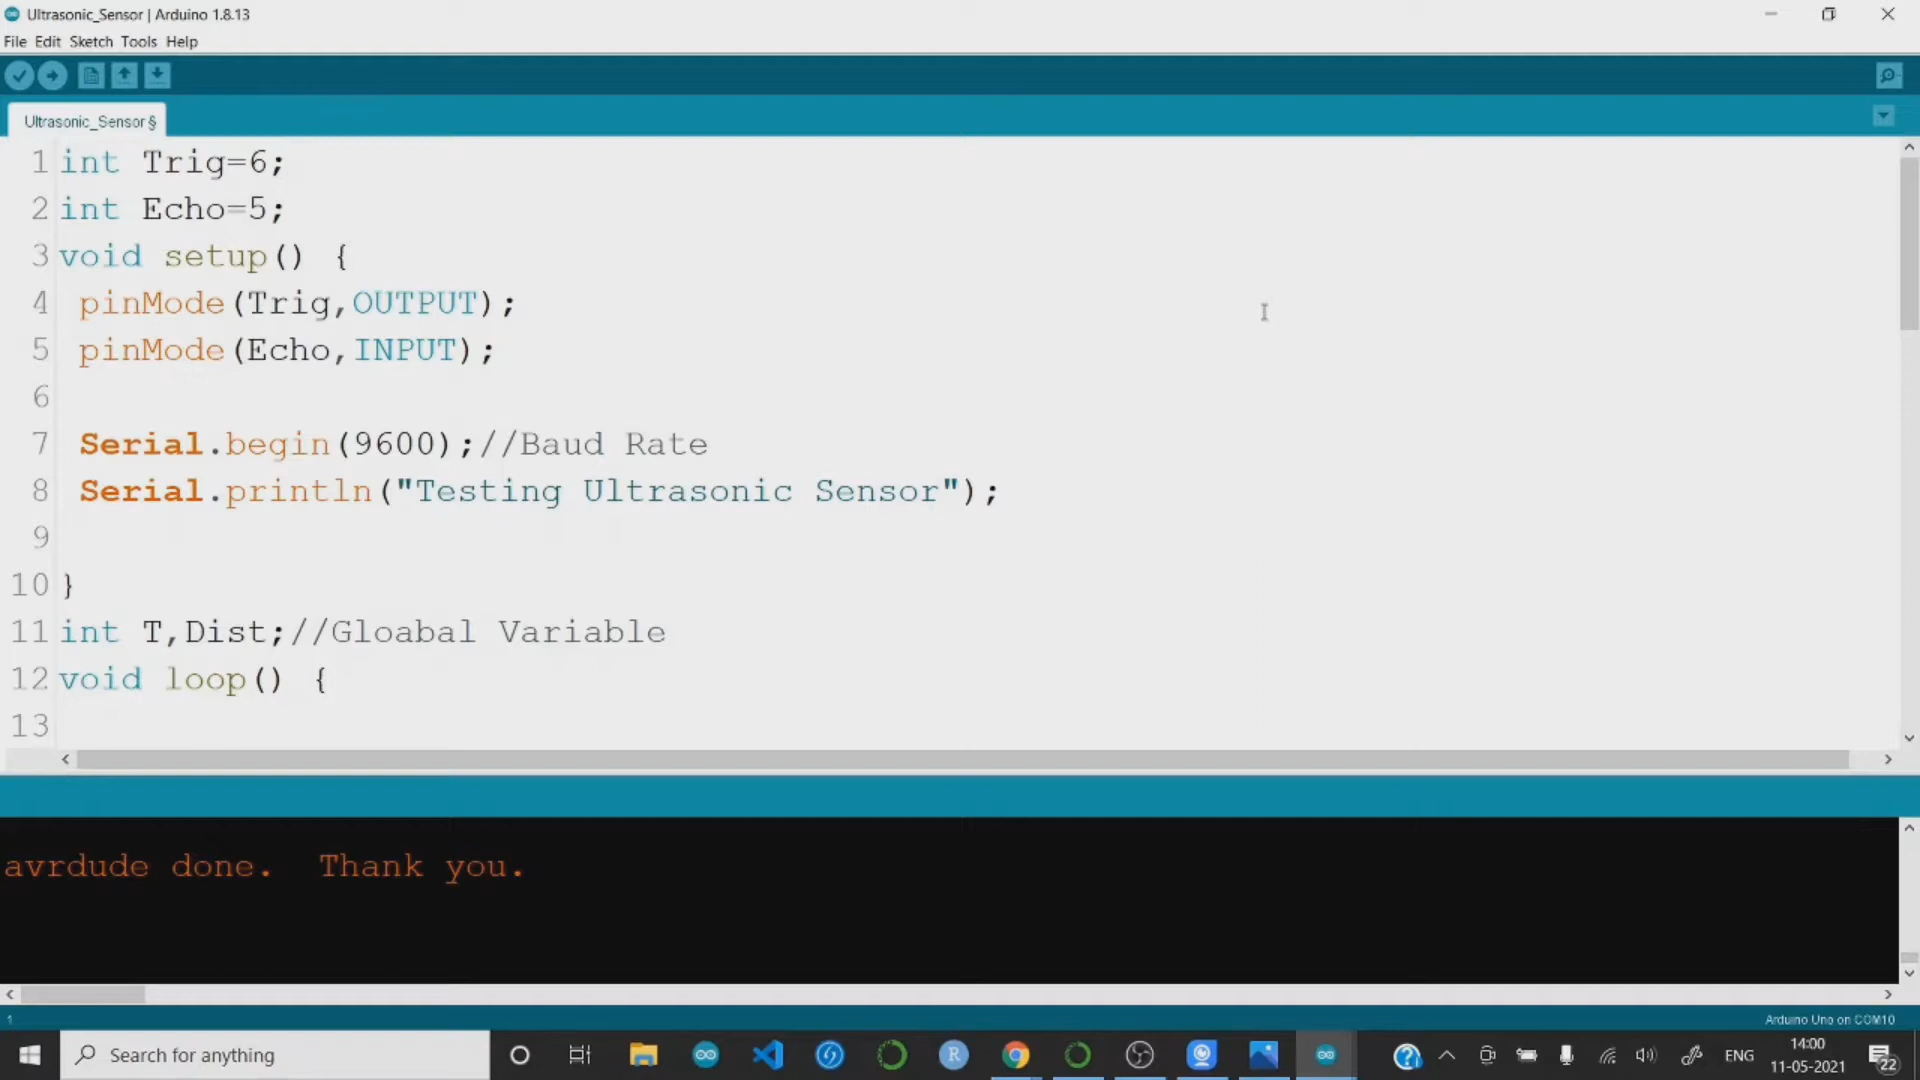 Ultrasonic_Sensor | Arduino 1.8.13
File Edit Sketch Tools Help
Ultrasonic_Sensor §
1 int Trig=6;
2 int Echo=5;
3 void setup() {
4 pinMode(Trig,OUTPUT);
5 pinMode(Echo,INPUT);
6
7 Serial.begin(9600);//Baud Rate
8 Serial.println("Testing Ultrasonic Sensor");
9
10 }
11 int T,Dist;//Gloabal Variable
12 void loop() {
13
avrdude done.  Thank you.
1
Arduino Uno on COM10
Search for anything
R
ENG
14:00
11-05-2021
22